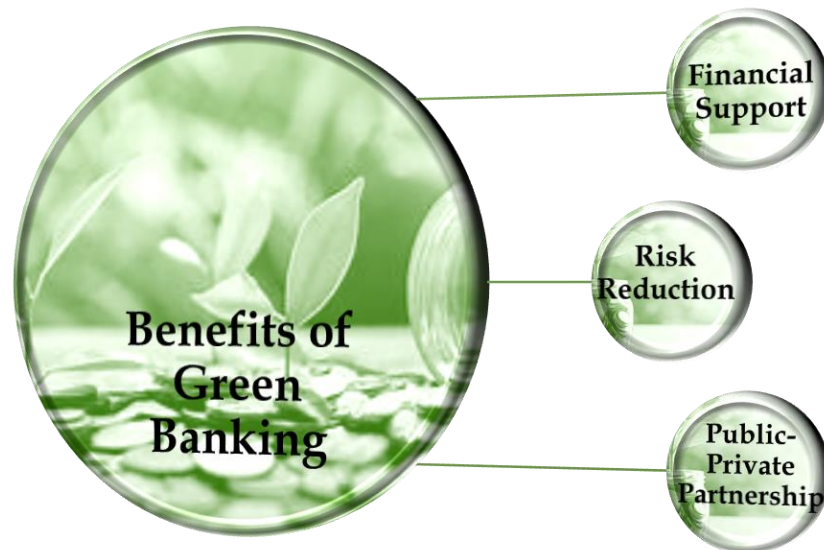 Benefits of
Green
Banking
Financial
Support
Risk
Reduction
Public-
Private
Partnership